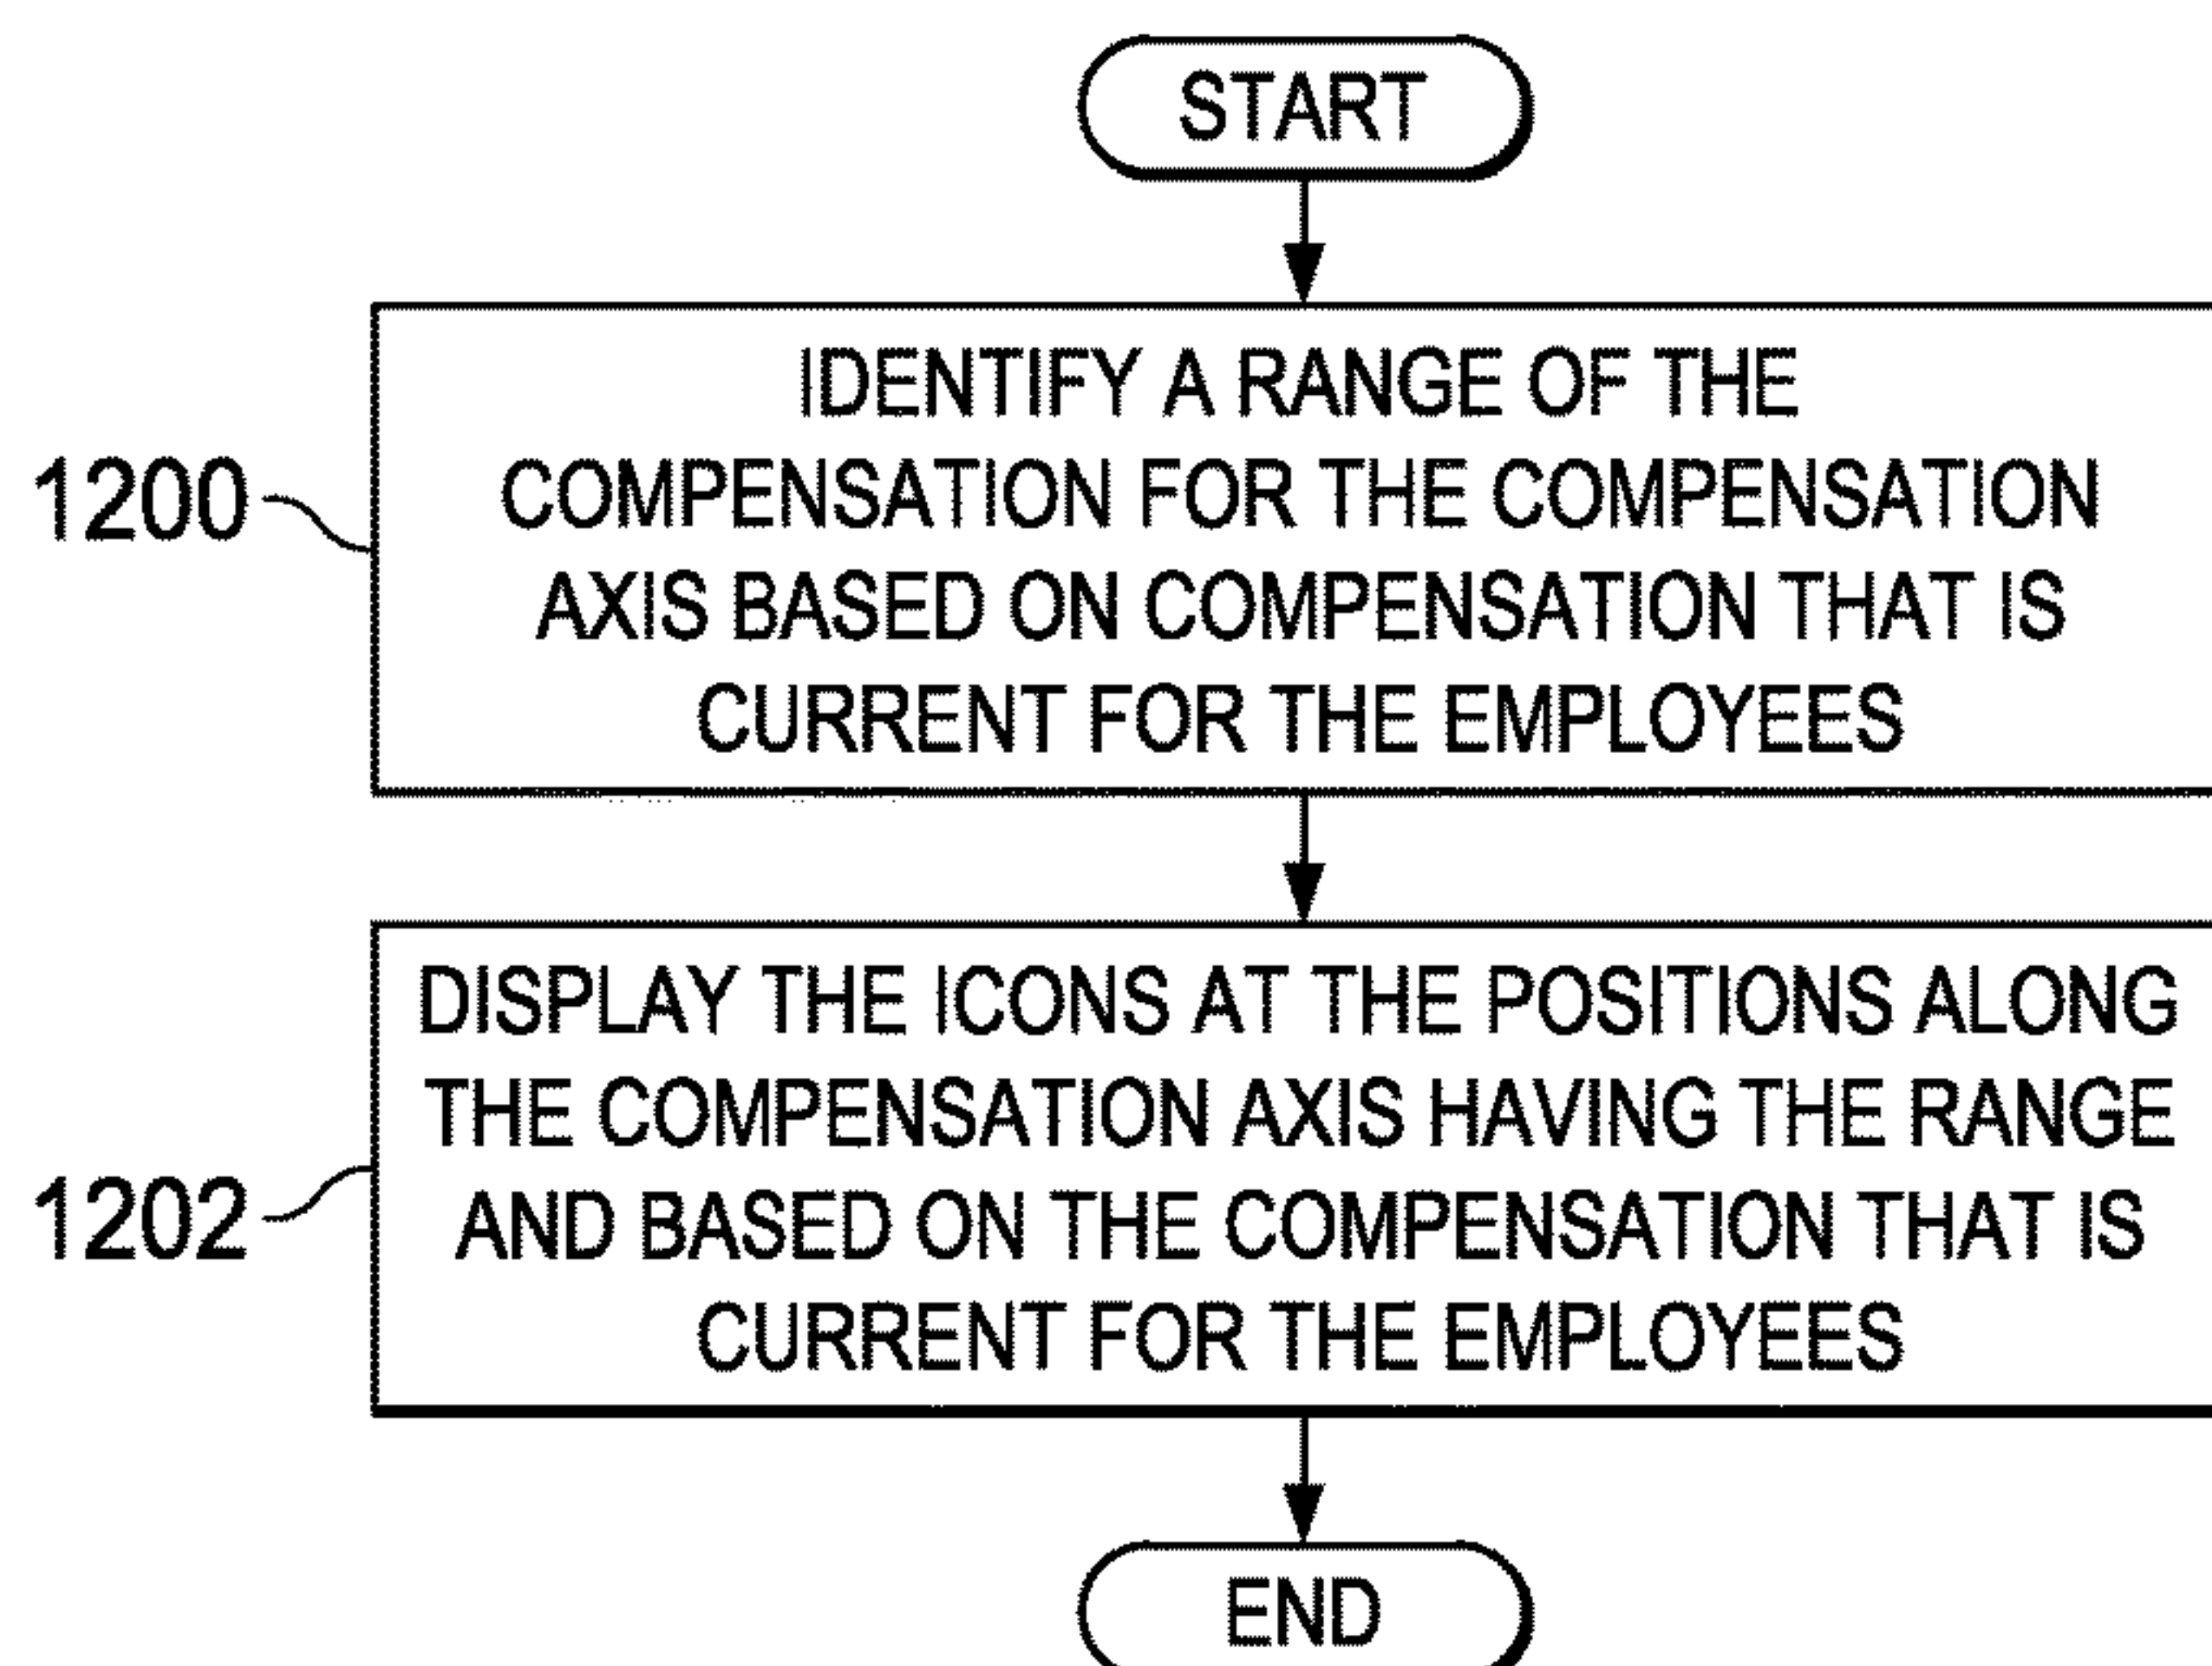 START
IDENTIFY A RANGE OF THE
COMPENSATION FOR THE COMPENSATION
AXIS BASED ON COMPENSATION THAT IS
CURRENT FOR THE EMPLOYEES
1200
DISPLAY THE ICONS AT THE POSITIONS ALONG
THE COMPENSATION AXIS HAVING THE RANGE
AND BASED ON THE COMPENSATION THAT IS
CURRENT FOR THE EMPLOYEES
1202
END